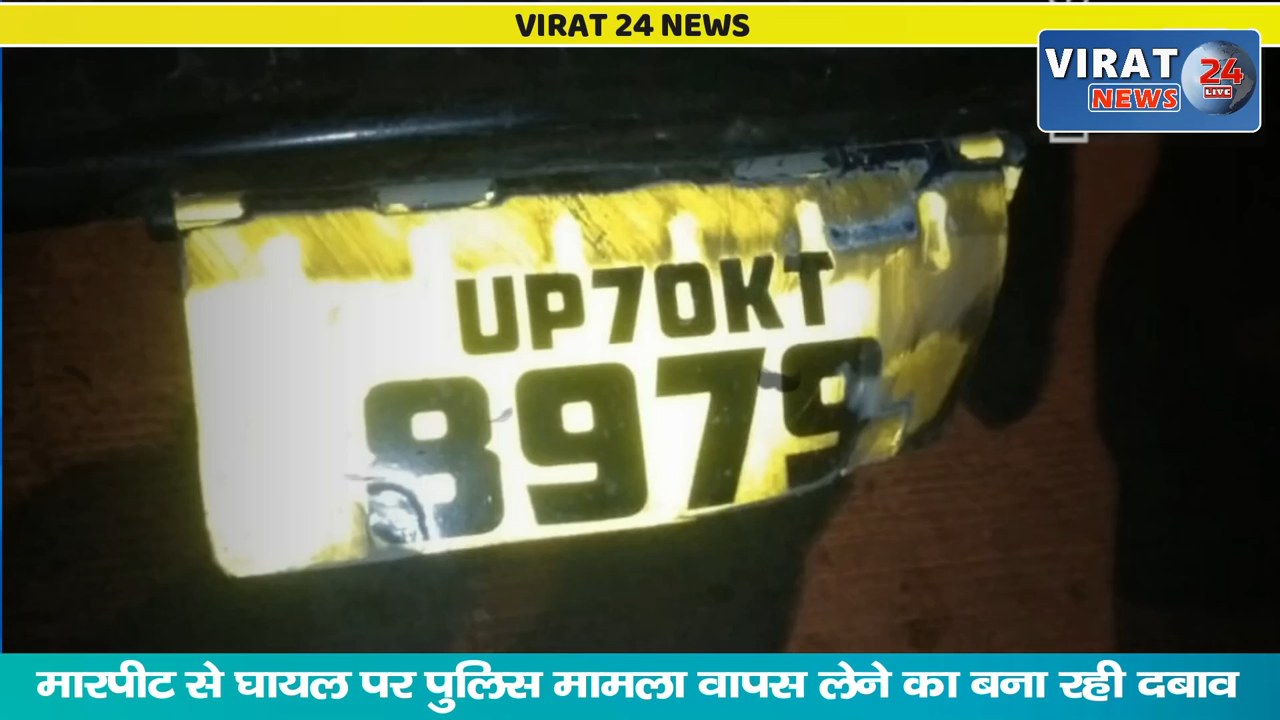 VIRAT 24 NEWS
VIRAT 24
NEWS LIVE
UP70KT
8979
मारपीट से घायल पर पुलिस मामला वापस लेने का बना रही दबाव